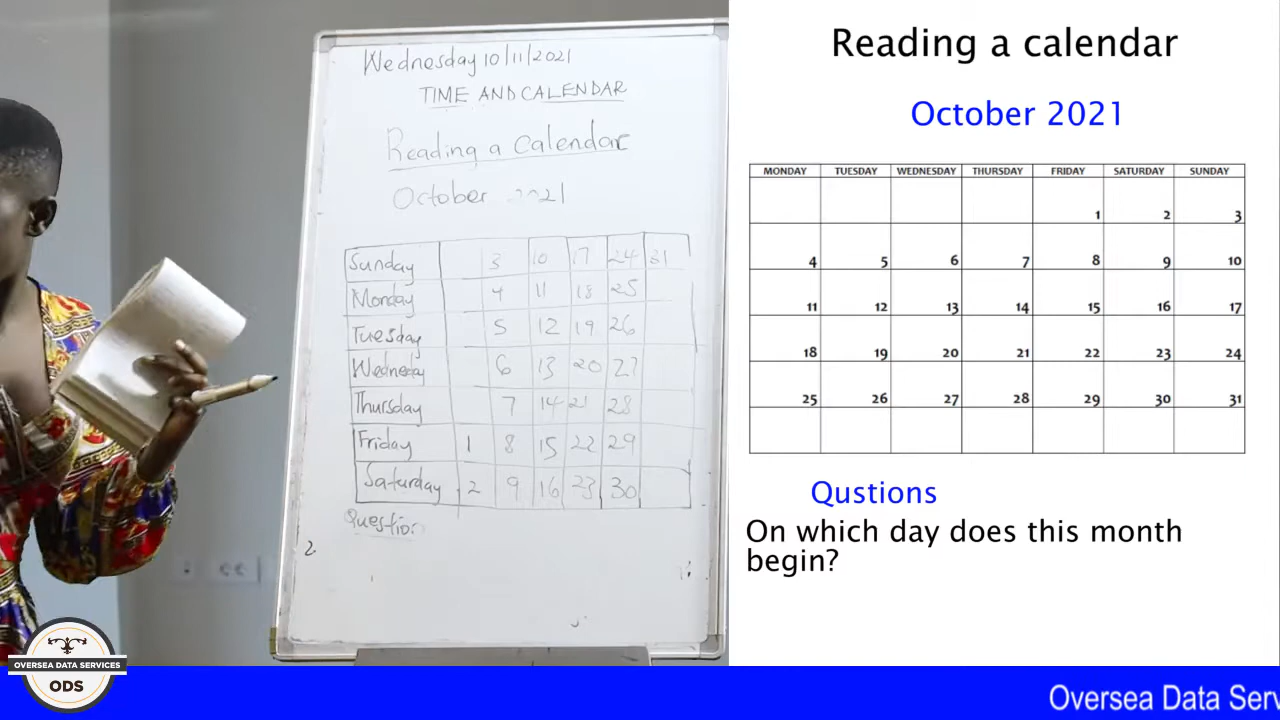 Wednesday 10/11/2021
TIME AND CALENDAR
Reading a Calendar
October 2021
Sunday 3 10 17 24 31
Monday 4 11 18 25
Tuesday 5 12 19 26
Wedneday 6 13 20 27
Thursday 7 14 21 28
Friday 1 8 15 22 29
Saturday 2 9 16 23 30
Question
2.
Reading a calendar
October 2021
MONDAY TUESDAY WEDNESDAY THURSDAY FRIDAY SATURDAY SUNDAY
1 2 3
4 5 6 7 8 9 10
11 12 13 14 15 16 17
18 19 20 21 22 23 24
25 26 27 28 29 30 31
Qustions
On which day does this month
begin?
OVERSEA DATA SERVICES
ODS
Oversea Data Serv